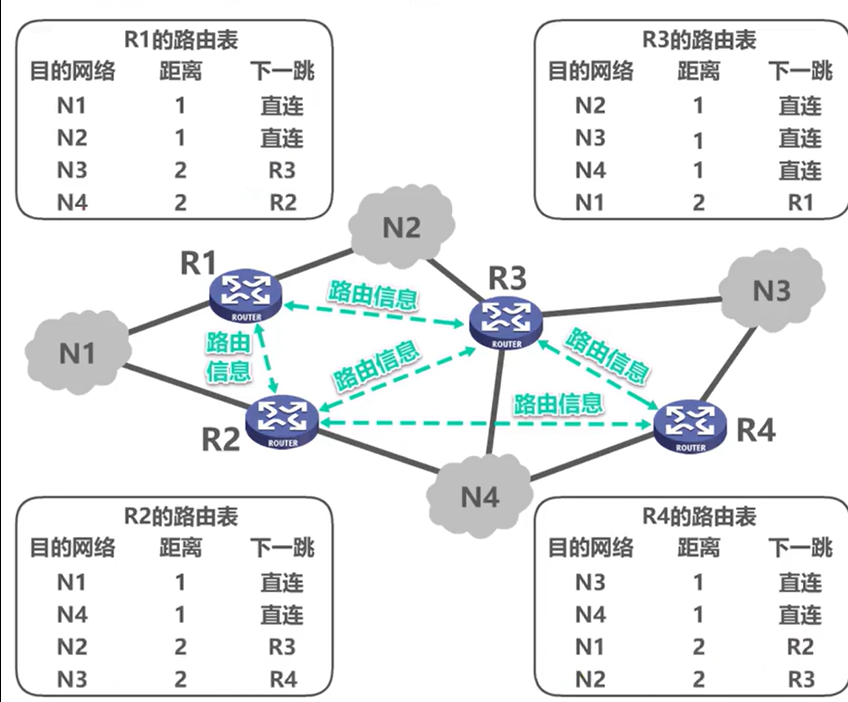 R1的路由表
目的网络 距离 下一跳
N1 1 直连
N2 1 直连
N3 2 R3
N4 2 R2
R3的路由表
目的网络 距离 下一跳
N2 1 直连
N3 1 直连
N4 1 直连
N1 2 R1
N2
R1
R3
N3
ROUTER
路由信息
ROUTER
N1
路由
信息
路由信息
路由信息
R2
ROUTER
路由信息
ROUTER
R4
N4
R2的路由表
目的网络 距离 下一跳
N1 1 直连
N4 1 直连
N2 2 R3
N3 2 R4
R4的路由表
目的网络 距离 下一跳
N3 1 直连
N4 1 直连
N1 2 R2
N2 2 R3